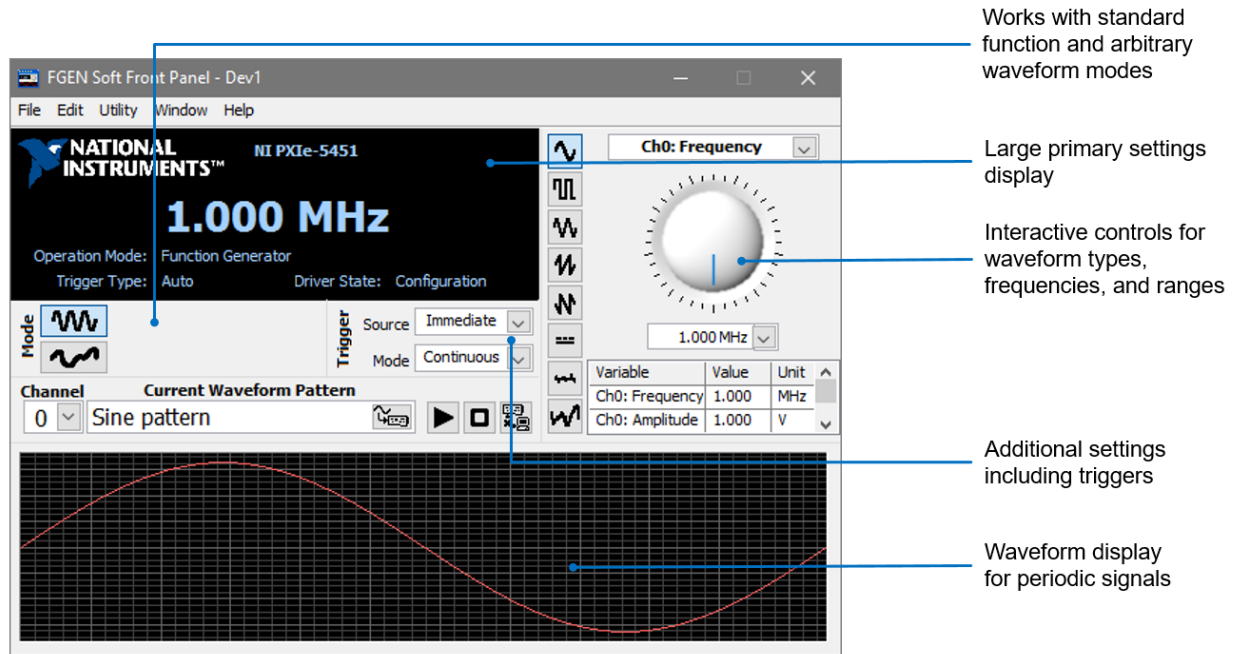 Works with standard
function and arbitrary
waveform modes
FGEN Soft Front Panel - Dev1
File Edit Utility Window Help
NATIONAL
INSTRUMENTS™
NI PXIe-5451
1.000 MHz
Operation Mode: Function Generator
Trigger Type: Auto Driver State: Configuration
Ch0: Frequency
Large primary settings
display
Interactive controls for
waveform types,
frequencies, and ranges
Mode
Trigger
Source Immediate
Mode Continuous
1.000 MHz
Channel Current Waveform Pattern
0 Sine pattern
Variable Value Unit
Ch0: Frequency 1.000 MHz
Ch0: Amplitude 1.000 V
Additional settings
including triggers
Waveform display
for periodic signals